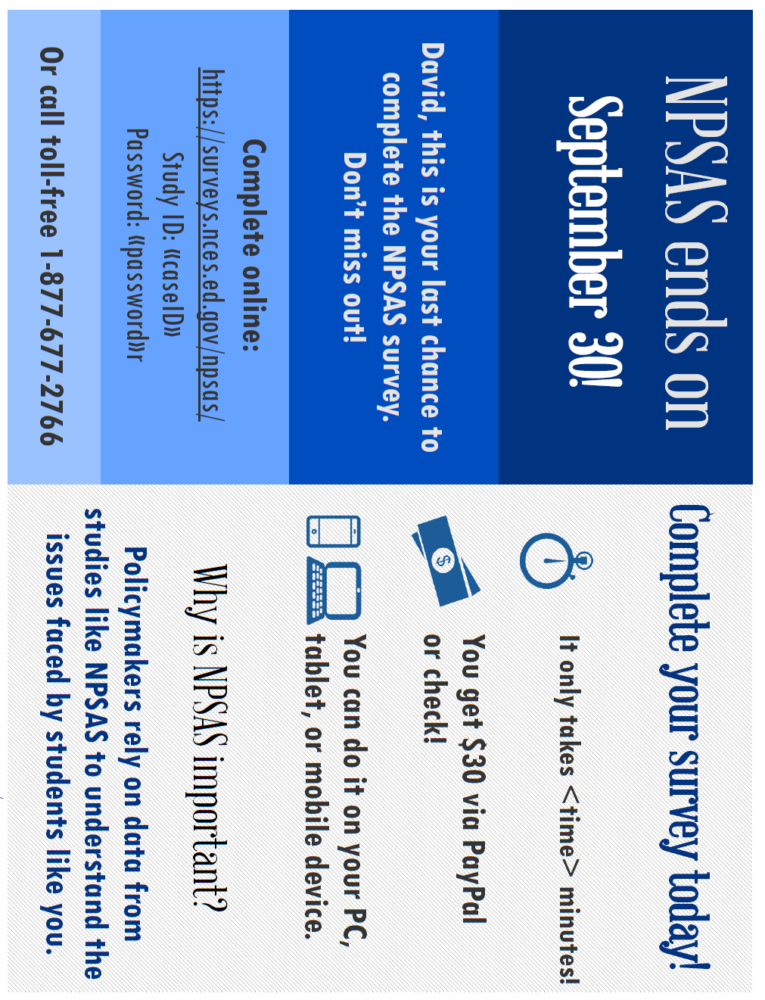 NPSAS ends on
September 30!
David, this is your last chance to
complete the NPSAS survey.
Don't miss out!
Complete online:
https://surveys.nces.ed.gov/npsas/
Study ID: «caseID»
Password: «password»r
Or call toll-free 1-877-677-2766
Complete your survey today!
It only takes <time> minutes!
You get $30 via PayPal
or check!
You can do it on your PC,
tablet, or mobile device.
Why is NPSAS important?
Policymakers rely on data from
studies like NPSAS to understand the
issues faced by students like you.